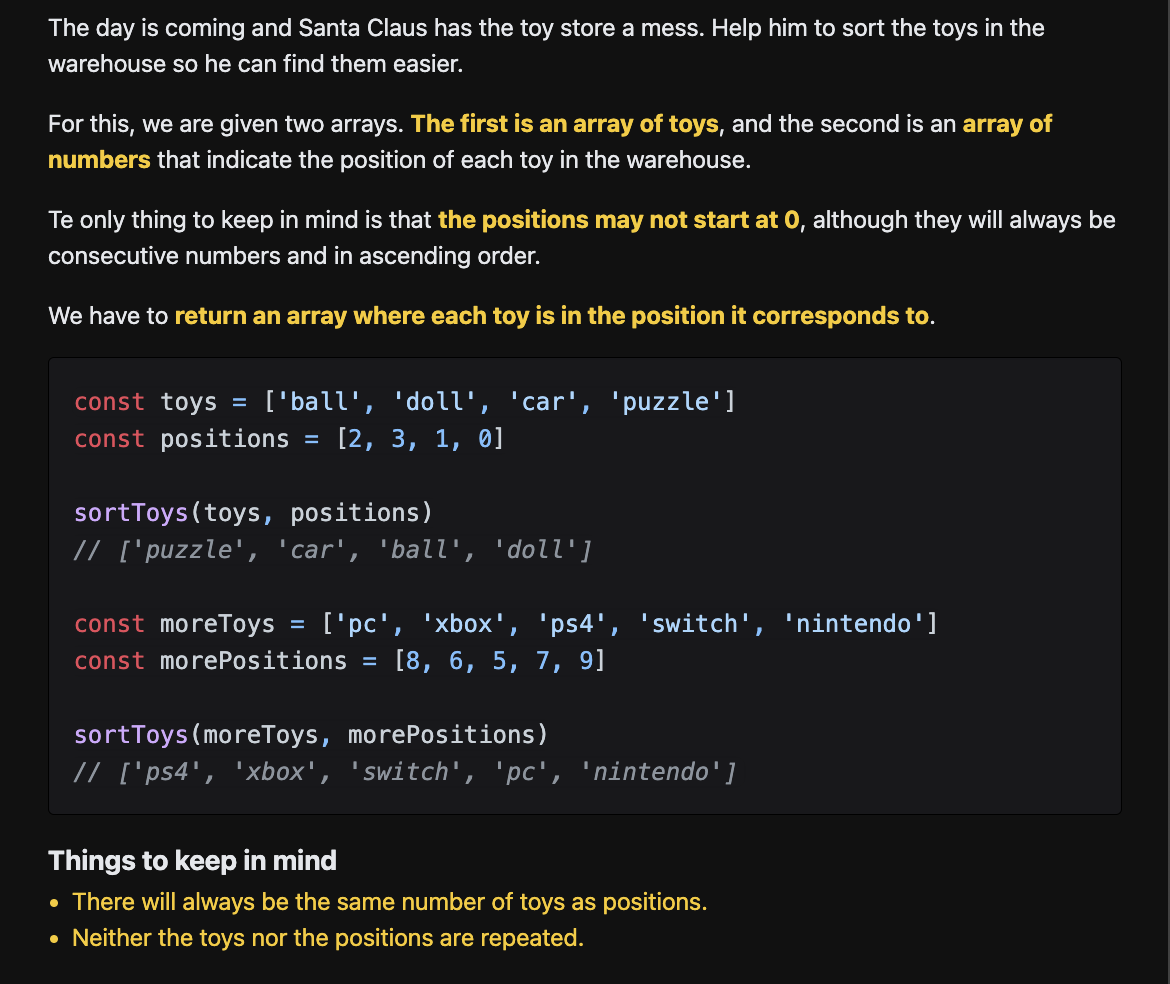 The day is coming and Santa Claus has the toy store a mess. Help him to sort the toys in the
warehouse so he can find them easier.
For this, we are given two arrays. The first is an array of toys, and the second is an array of
numbers that indicate the position of each toy in the warehouse.
Te only thing to keep in mind is that the positions may not start at 0, although they will always be
consecutive numbers and in ascending order.
We have to return an array where each toy is in the position it corresponds to.
const toys = ['ball', 'doll', 'car', 'puzzle']
const positions = [2, 3, 1, 0]
sortToys(toys, positions)
// ['puzzle', 'car', 'ball', 'doll']
const moreToys = ['pc', 'xbox', 'ps4', 'switch', 'nintendo']
const morePositions = [8, 6, 5, 7, 9]
sortToys(moreToys, morePositions)
// ['ps4', 'xbox', 'switch', 'pc', 'nintendo']
Things to keep in mind
• There will always be the same number of toys as positions.
• Neither the toys nor the positions are repeated.